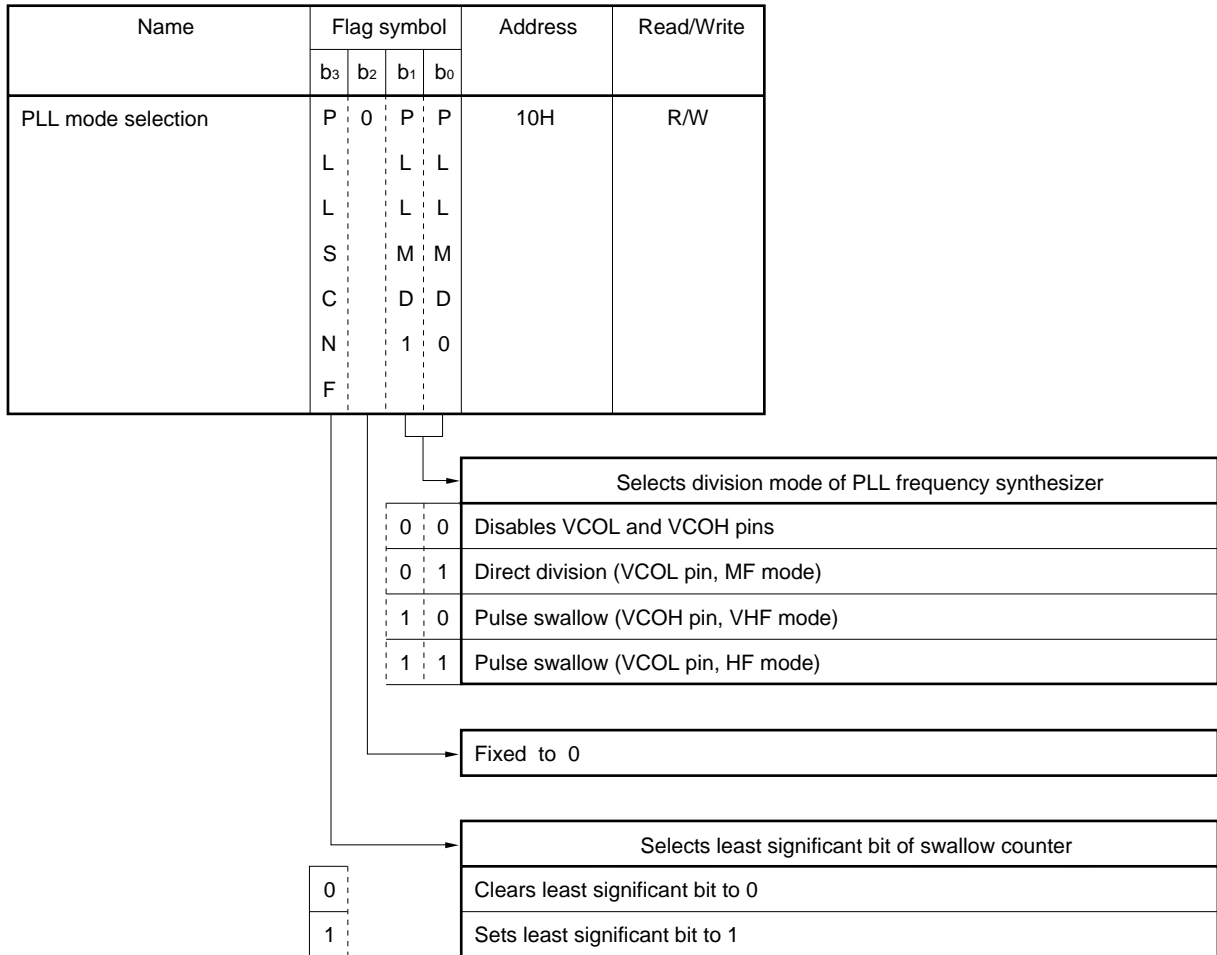 Name Flag symbol Address Read/Write
b3 b2 b1 b0
PLL mode selection P 0 P P 10H R/W
L L L
L L L
S M M
C D D
N 1 0
F
Selects division mode of PLL frequency synthesizer
0 0 Disables VCOL and VCOH pins
0 1 Direct division (VCOL pin, MF mode)
1 0 Pulse swallow (VCOH pin, VHF mode)
1 1 Pulse swallow (VCOL pin, HF mode)
Fixed to 0
Selects least significant bit of swallow counter
0 Clears least significant bit to 0
1 Sets least significant bit to 1